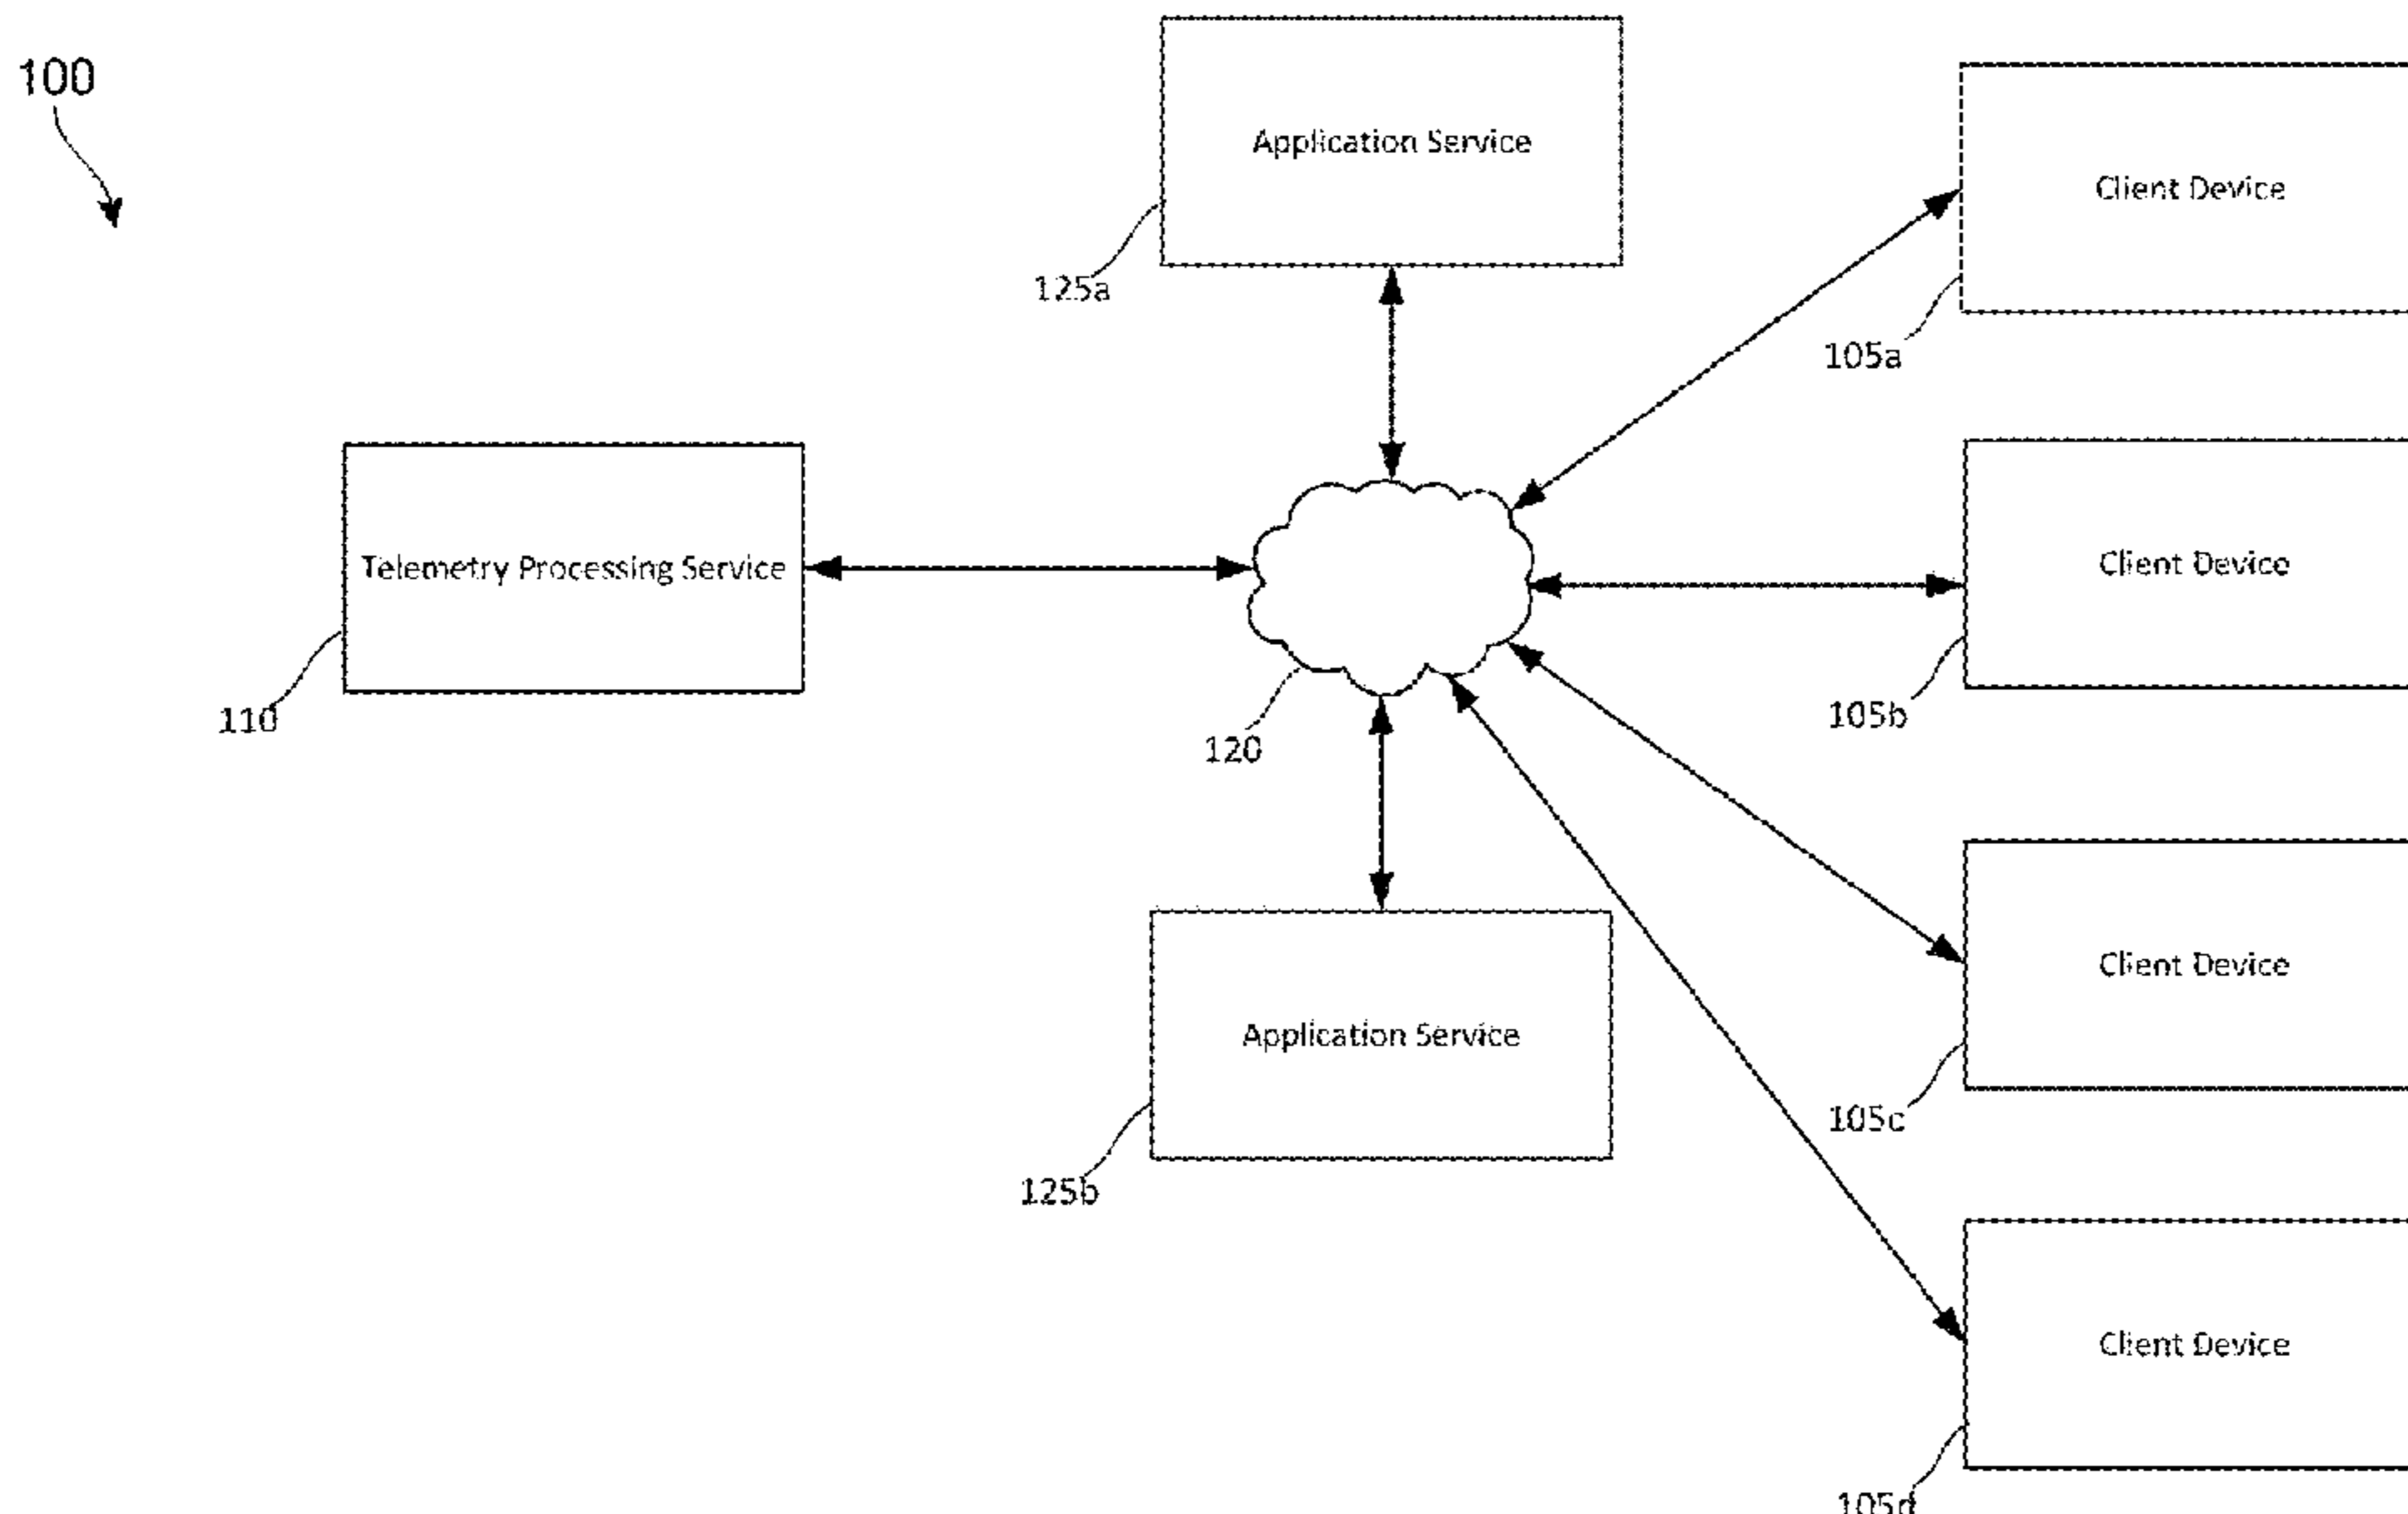 100
Application Service
125a
Client Device
105a
Telemetry Processing Service
110
120
Client Device
105b
Application Service
125b
Client Device
105c
Client Device
105d